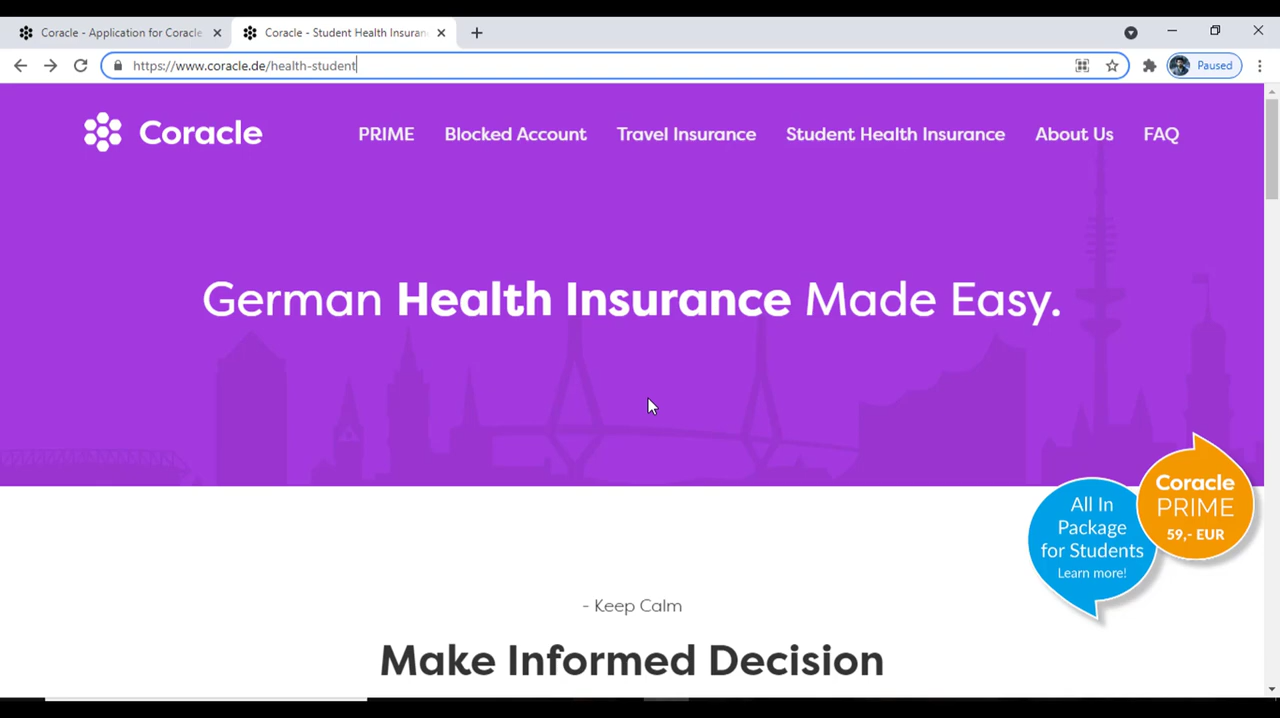 Coracle - Application for Coracle
Coracle - Student Health Insuran
https://www.coracle.de/health-student
Paused
Coracle
PRIME
Blocked Account
Travel Insurance
Student Health Insurance
About Us
FAQ
German Health Insurance Made Easy.
Coracle
PRIME
59,- EUR
All In
Package
for Students
Learn more!
- Keep Calm
Make Informed Decision